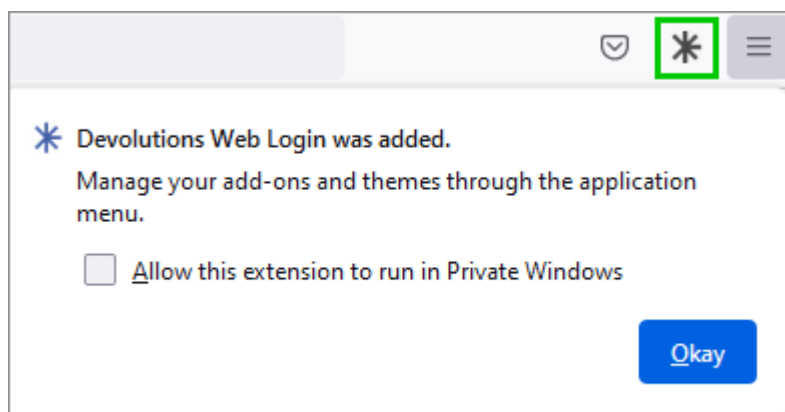 Devolutions Web Login was added.
Manage your add-ons and themes through the application
menu.
Allow this extension to run in Private Windows
Okay